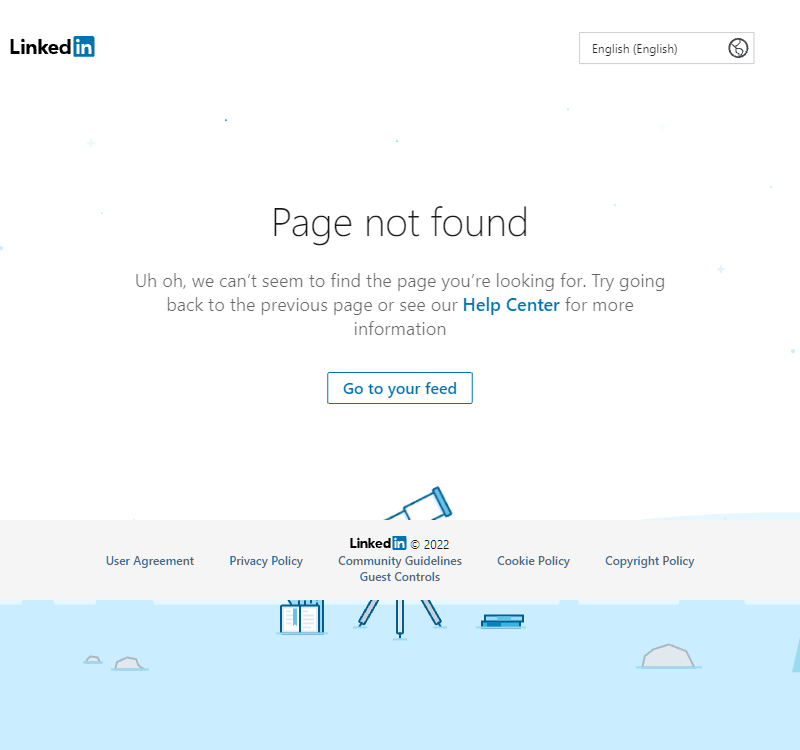 LinkedIn
English (English)
Page not found
Uh oh, we can’t seem to find the page you’re looking for. Try going
back to the previous page or see our Help Center for more
information
Go to your feed
LinkedIn © 2022
User Agreement Privacy Policy Community Guidelines Cookie Policy Copyright Policy
Guest Controls